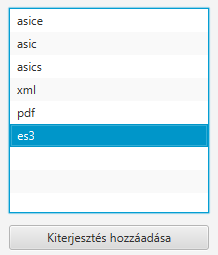 asice
asic
asics
xml
pdf
es3
Kiterjesztés hozzáadása